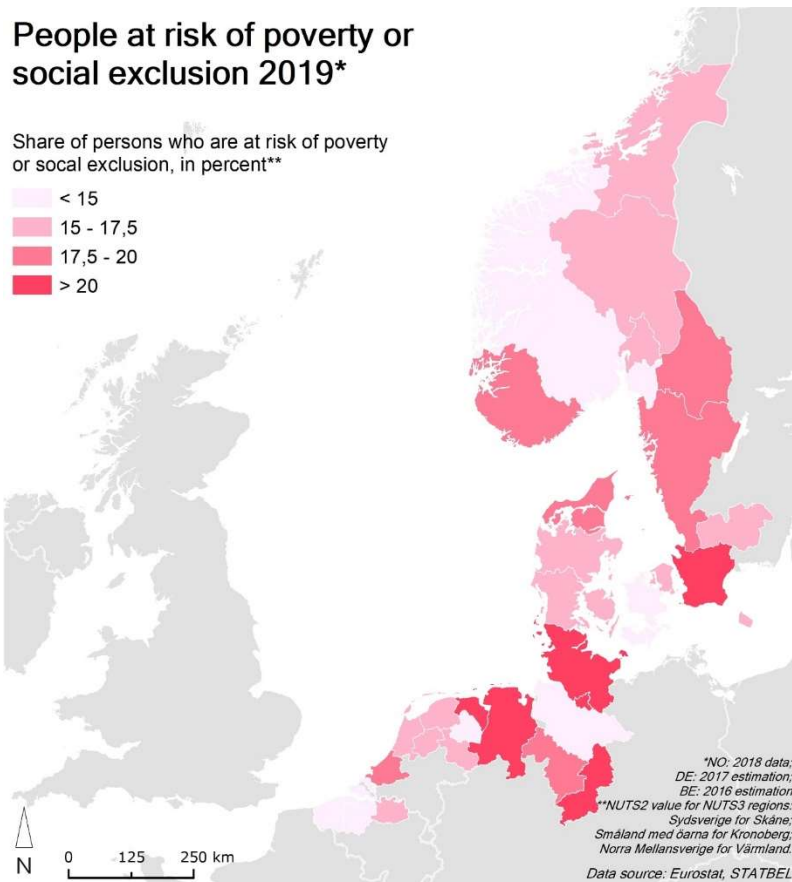 People at risk of poverty or
social exclusion 2019*
Share of persons who are at risk of poverty
or socal exclusion, in percent**
< 15
15 - 17,5
17,5 - 20
> 20
*NO: 2018 data;
DE: 2017 estimation;
BE: 2016 estimation
**NUTS2 value for NUTS3 regions:
Sydsverige for Skåne;
Småland med öarna for Kronoberg;
Norra Mellansverige for Värmland.
Data source: Eurostat, STATBEL
N
0 125 250 km